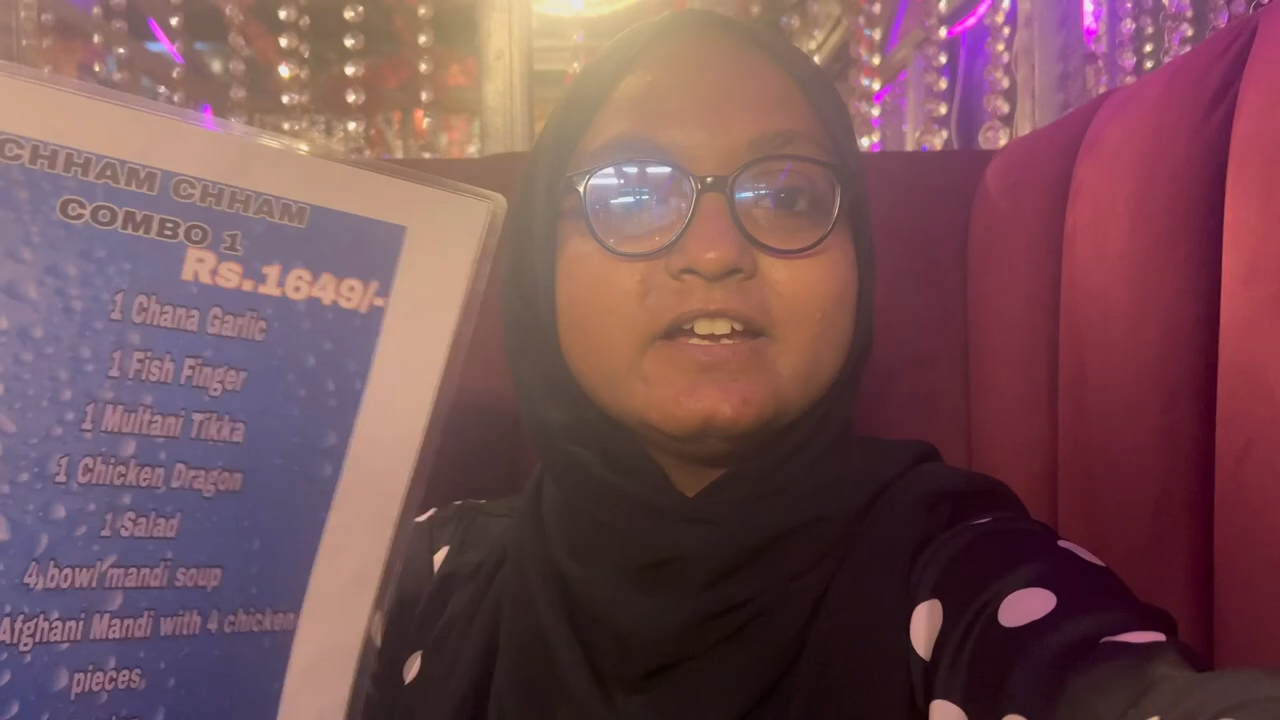 CHHAM CHHAM
COMBO 1
Rs.1649/-
1 Chana Garlic
1 Fish Finger
1 Multani Tikka
1 Chicken Dragon
1 Salad
4 bowl mandi soup
Afghani Mandi with 4 chicken
pieces